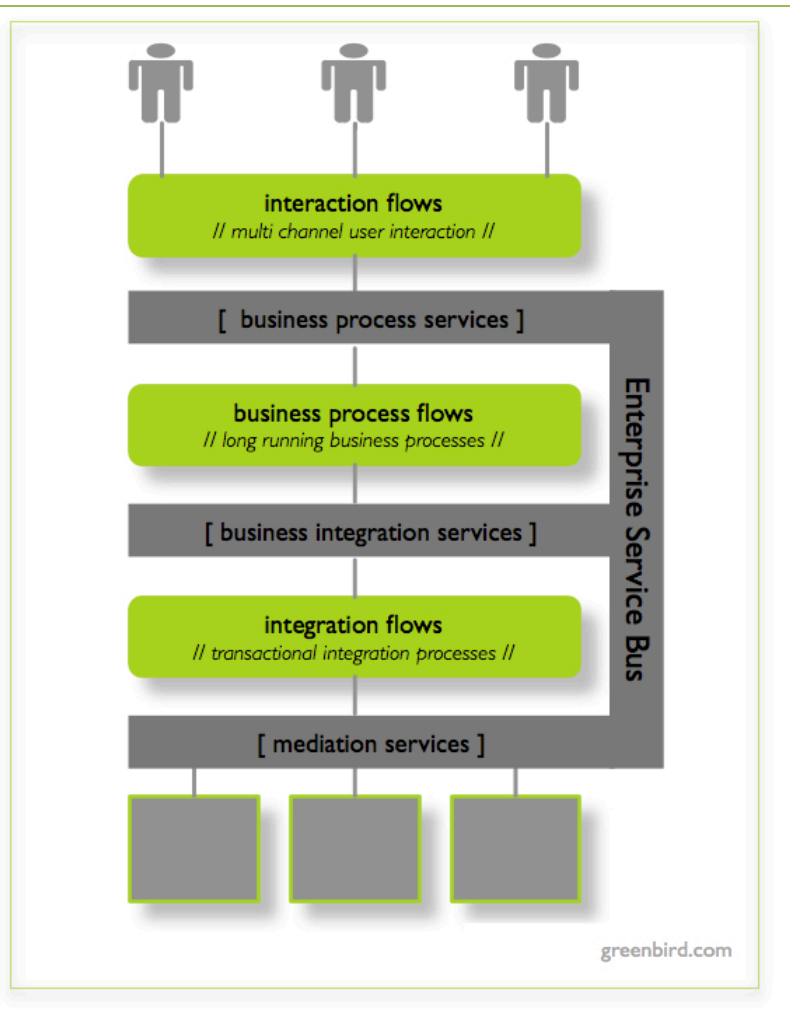 interaction flows
// multi channel user interaction //
[ business process services ]
business process flows
// long running business processes //
[ business integration services ]
integration flows
// transactional integration processes //
[ mediation services ]
Enterprise Service Bus
greenbird.com